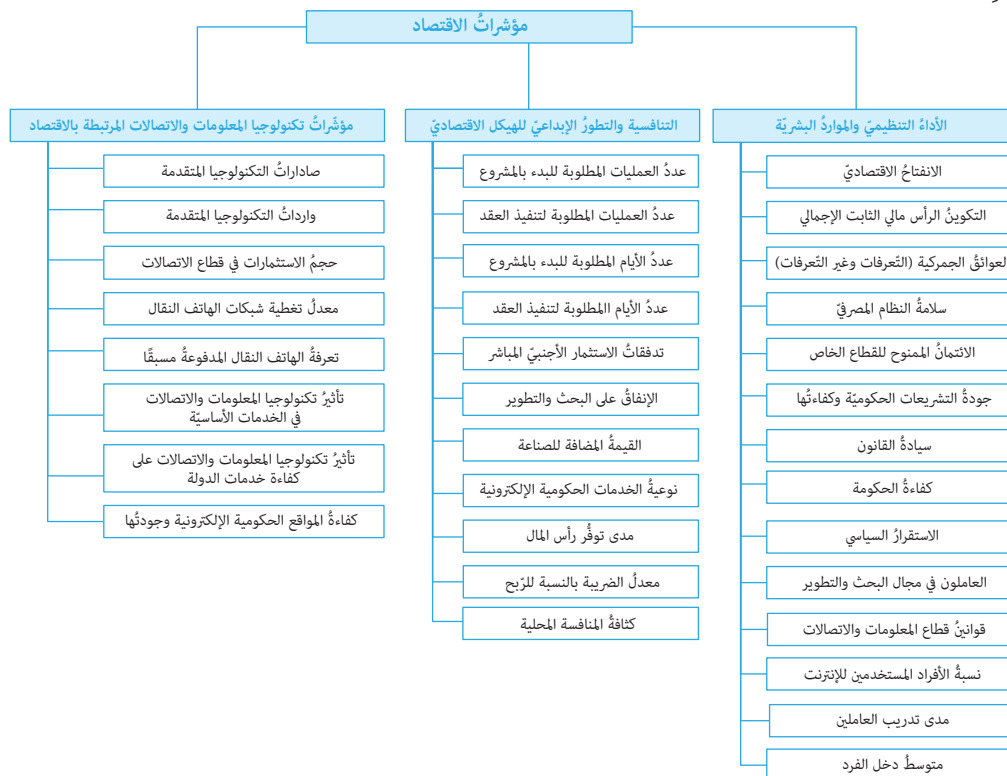 مؤشراتُ الاقتصاد
الأداءُ التنظيميّ والمواردُ البشريّة
الانفتاحُ الاقتصاديّ
التكوينُ الرأس مالي الثابت الإجمالي
العوائقُ الجمركية (التّعرفات وغير التّعرفات)
سلامةُ النظام المصرفيّ
الائتمانُ الممنوح للقطاع الخاص
جودةُ التشريعات الحكوميّة وكفاءتُها
سيادةُ القانون
كفاءةُ الحكومة
الاستقرارُ السياسي
العاملون في مجال البحث والتطوير
قوانينُ قطاع المعلومات والاتصالات
نسبةُ الأفراد المستخدمين للإنترنت
مدى تدريب العاملين
متوسطُ دخل الفرد
التنافسية والتطورُ الإبداعيّ للهيكل الاقتصاديّ
عددُ العمليات المطلوبة للبدء بالمشروع
عددُ العمليات المطلوبة لتنفيذ العقد
عددُ الأيام المطلوبة للبدء بالمشروع
عددُ الأيام االمطلوبة لتنفيذ العقد
تدفقاتُ الاستثمار الأجنبيّ المباشر
الإنفاقُ على البحث والتطوير
القيمةُ المضافة للصناعة
نوعيةُ الخدمات الحكومية الإلكترونية
مدى توفُّر رأس المال
معدلُ الضريبة بالنسبة للرّبح
كثافةُ المنافسة المحلية
مؤشّراتُ تكنولوجيا المعلومات والاتصالات المرتبطة بالاقتصاد
صاداراتُ التكنولوجيا المتقدمة
وارداتُ التكنولوجيا المتقدمة
حجمُ الاستثمارات في قطاع الاتصالات
معدلُ تغطية شبكات الهاتف النقال
تعرفةُ الهاتف النقال المدفوعةُ مسبقًا
تأثيرُ تكنولوجيا المعلومات والاتصالات
في الخدمات الأساسيّة
تأثيرُ تكنولوجيا المعلومات والاتصالات على
كفاءة خدمات الدولة
كفاءةُ المواقع الحكومية الإلكترونية وجودتُها